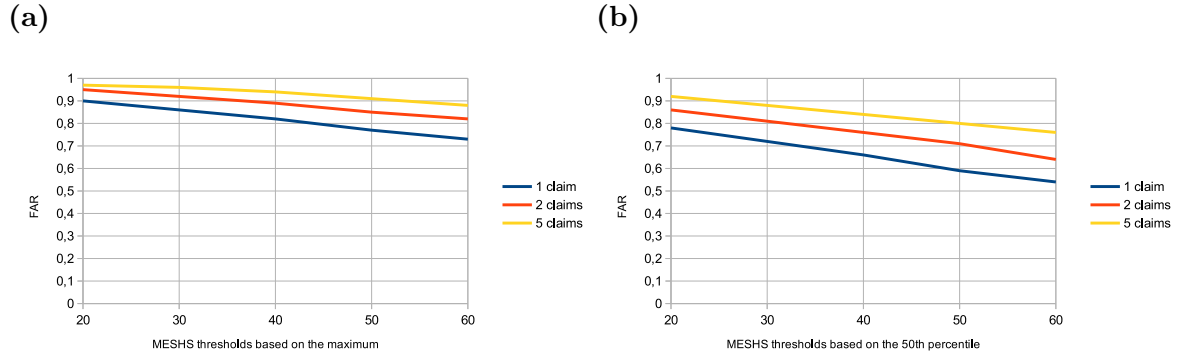 (a)
1
0,9
0,8
0,7
0,6
0,5
0,4
0,3
0,2
0,1
0
FAR
20 30 40 50 60
MESHS thresholds based on the maximum
1 claim
2 claims
5 claims
(b)
1
0,9
0,8
0,7
0,6
0,5
0,4
0,3
0,2
0,1
0
FAR
20 30 40 50 60
MESHS thresholds based on the 50th percentile
1 claim
2 claims
5 claims